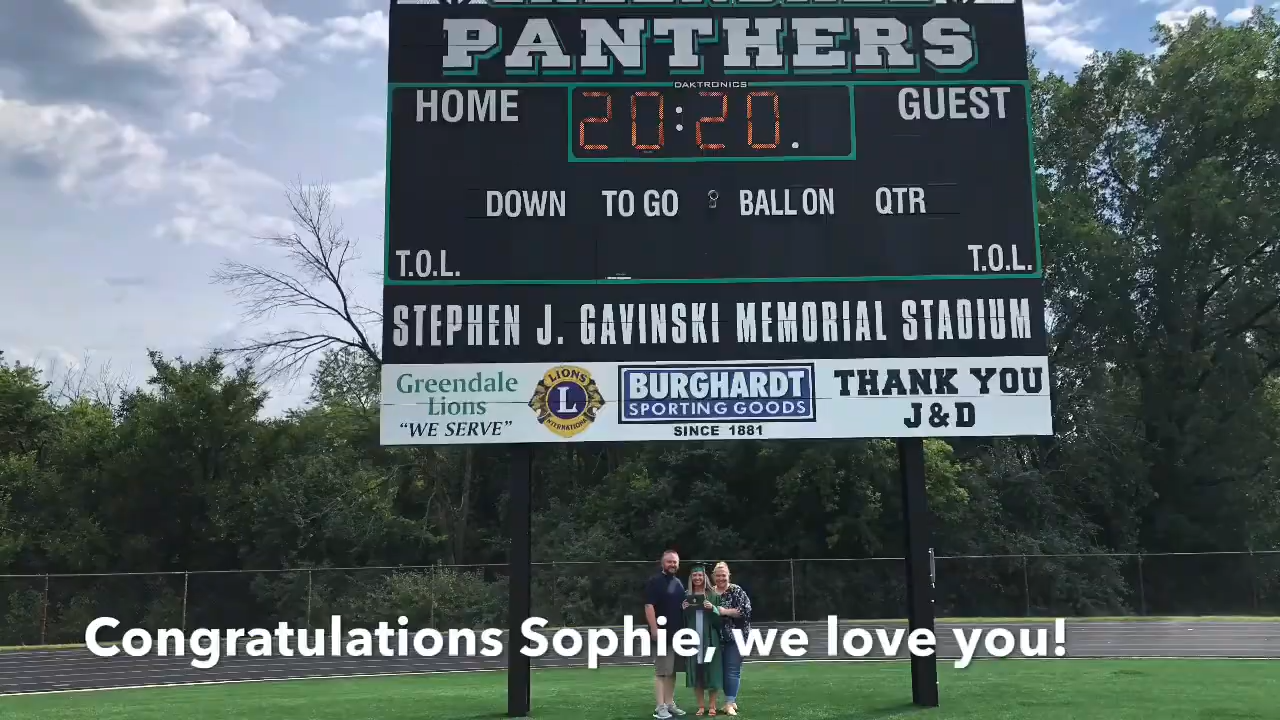 PANTHERS
DAKTRONICS
HOME 20:20. GUEST
DOWN TO GO BALL ON QTR
T.O.L. T.O.L.
STEPHEN J. GAVINSKI MEMORIAL STADIUM
Greendale
Lions
"WE SERVE"
LIONS
L
INTERNATIONAL
BURGHARDT
SPORTING GOODS
SINCE 1881
THANK YOU
J&D
Congratulations Sophie, we love you!